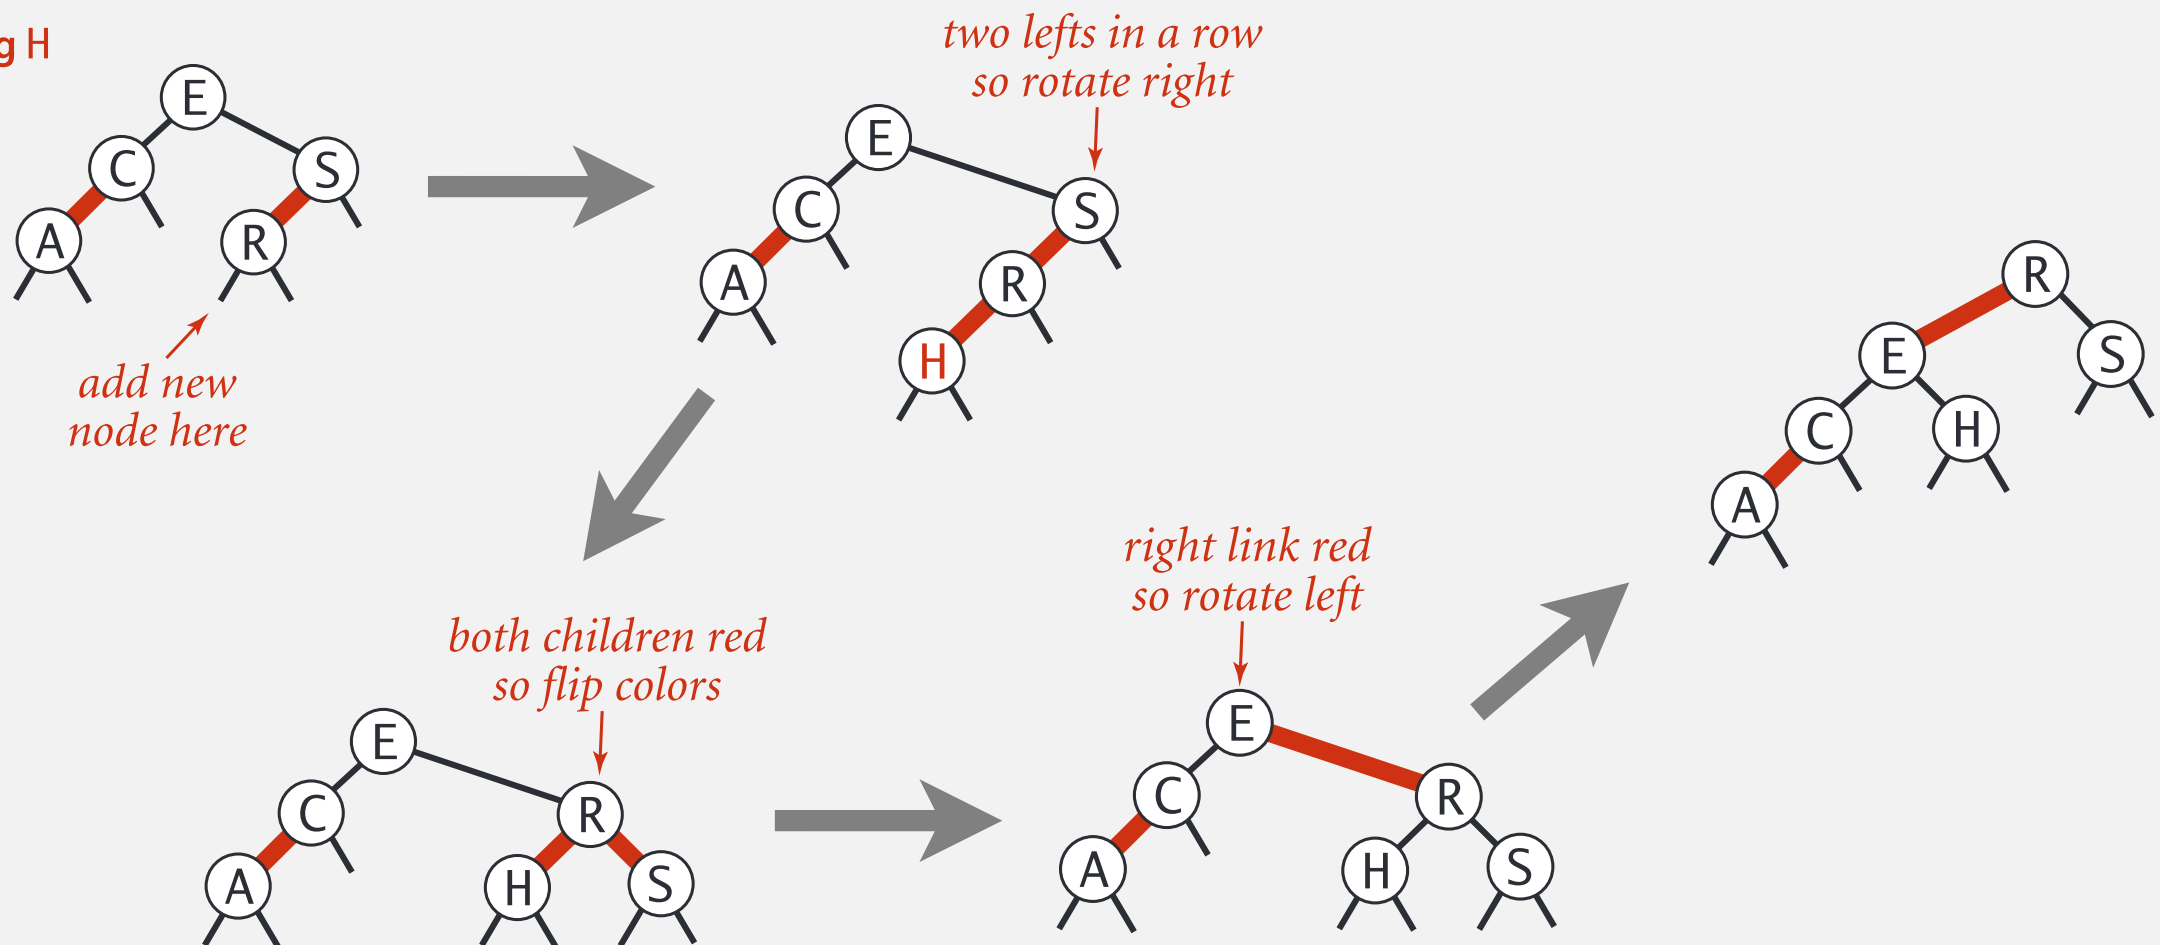 g H
E
C
S
A
R
add new
node here
two lefts in a row
so rotate right
E
C
S
A
R
H
both children red
so flip colors
E
C
R
A
H
S
right link red
so rotate left
E
C
R
A
H
S
R
E
S
C
H
A